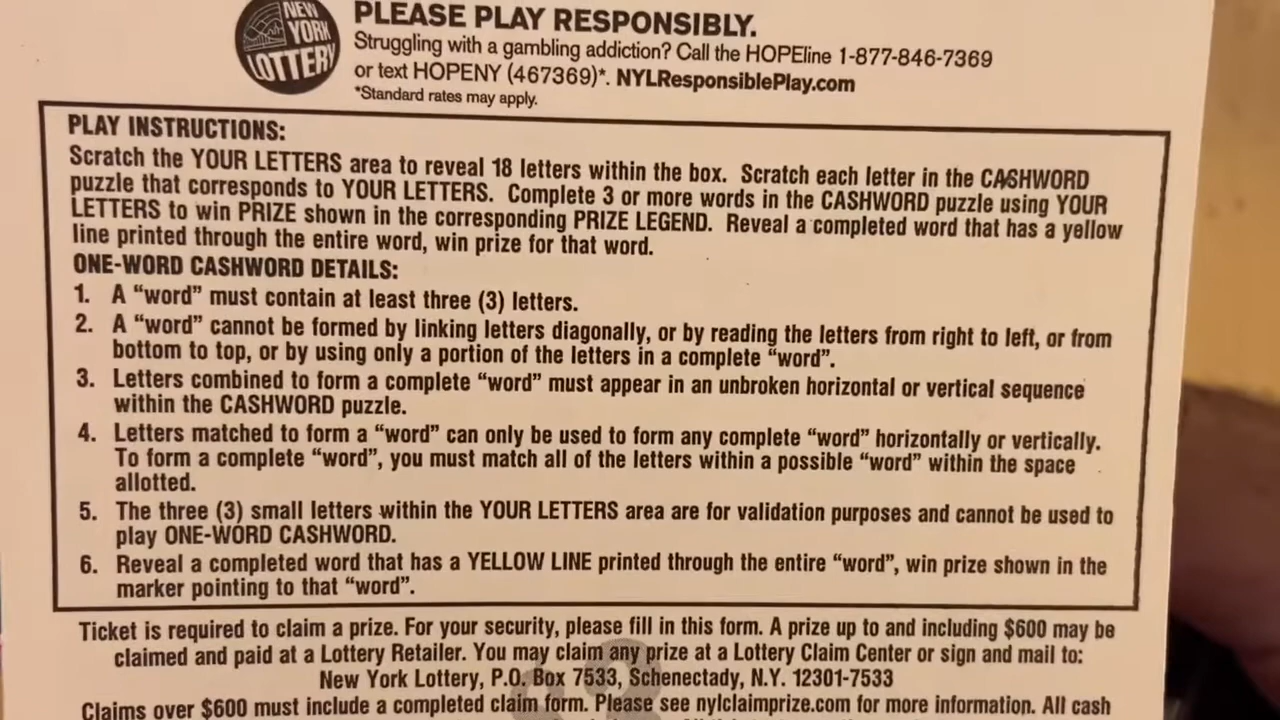 NEW
YORK
LOTTERY
PLEASE PLAY RESPONSIBLY.
Struggling with a gambling addiction? Call the HOPEline 1-877-846-7369
or text HOPENY (467369)*. NYLResponsiblePlay.com
*Standard rates may apply.
PLAY INSTRUCTIONS:
Scratch the YOUR LETTERS area to reveal 18 letters within the box. Scratch each letter in the CASHWORD
puzzle that corresponds to YOUR LETTERS. Complete 3 or more words in the CASHWORD puzzle using YOUR
LETTERS to win PRIZE shown in the corresponding PRIZE LEGEND. Reveal a completed word that has a yellow
line printed through the entire word, win prize for that word.
ONE-WORD CASHWORD DETAILS:
1. A “word” must contain at least three (3) letters.
2. A “word” cannot be formed by linking letters diagonally, or by reading the letters from right to left, or from
bottom to top, or by using only a portion of the letters in a complete “word”.
3. Letters combined to form a complete “word” must appear in an unbroken horizontal or vertical sequence
within the CASHWORD puzzle.
4. Letters matched to form a “word” can only be used to form any complete “word” horizontally or vertically.
To form a complete “word”, you must match all of the letters within a possible “word” within the space
allotted.
5. The three (3) small letters within the YOUR LETTERS area are for validation purposes and cannot be used to
play ONE-WORD CASHWORD.
6. Reveal a completed word that has a YELLOW LINE printed through the entire “word”, win prize shown in the
marker pointing to that “word”.
Ticket is required to claim a prize. For your security, please fill in this form. A prize up to and including $600 may be
claimed and paid at a Lottery Retailer. You may claim any prize at a Lottery Claim Center or sign and mail to:
New York Lottery, P.O. Box 7533, Schenectady, N.Y. 12301-7533
Claims over $600 must include a completed claim form. Please see nylclaimprize.com for more information. All cash